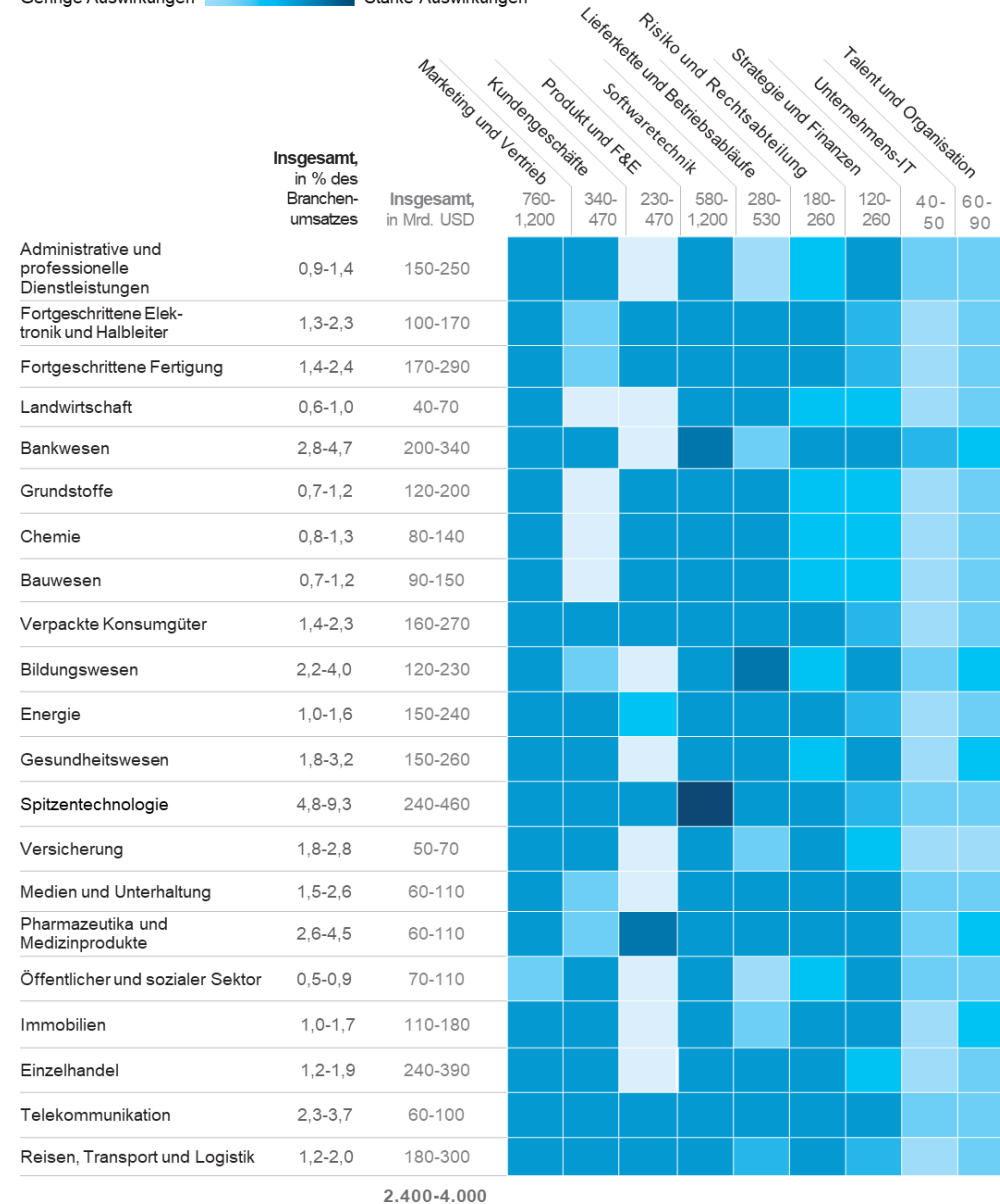 Geringe Auswirkungen Starke Auswirkungen
Marketing und Vertrieb
Kundengeschäfte
Produkt und F&E
Softwaretechnik
Lieferkette und Betriebsabläufe
Risiko und Rechtsabteilung
Strategie und Finanzen
Unternehmens-IT
Talent und Organisation
Insgesamt,
in % des
Branchen-
umsatzes
Insgesamt,
in Mrd. USD
760-
1,200
340-
470
230-
470
580-
1,200
280-
530
180-
260
120-
260
40-
50
60-
90
Administrative und
professionelle
Dienstleistungen
0,9-1,4 150-250
Fortgeschrittene Elek-
tronik und Halbleiter
1,3-2,3 100-170
Fortgeschrittene Fertigung 1,4-2,4 170-290
Landwirtschaft 0,6-1,0 40-70
Bankwesen 2,8-4,7 200-340
Grundstoffe 0,7-1,2 120-200
Chemie 0,8-1,3 80-140
Bauwesen 0,7-1,2 90-150
Verpackte Konsumgüter 1,4-2,3 160-270
Bildungswesen 2,2-4,0 120-230
Energie 1,0-1,6 150-240
Gesundheitswesen 1,8-3,2 150-260
Spitzentechnologie 4,8-9,3 240-460
Versicherung 1,8-2,8 50-70
Medien und Unterhaltung 1,5-2,6 60-110
Pharmazeutika und
Medizinprodukte
2,6-4,5 60-110
Öffentlicher und sozialer Sektor 0,5-0,9 70-110
Immobilien 1,0-1,7 110-180
Einzelhandel 1,2-1,9 240-390
Telekommunikation 2,3-3,7 60-100
Reisen, Transport und Logistik 1,2-2,0 180-300
2.400-4.000